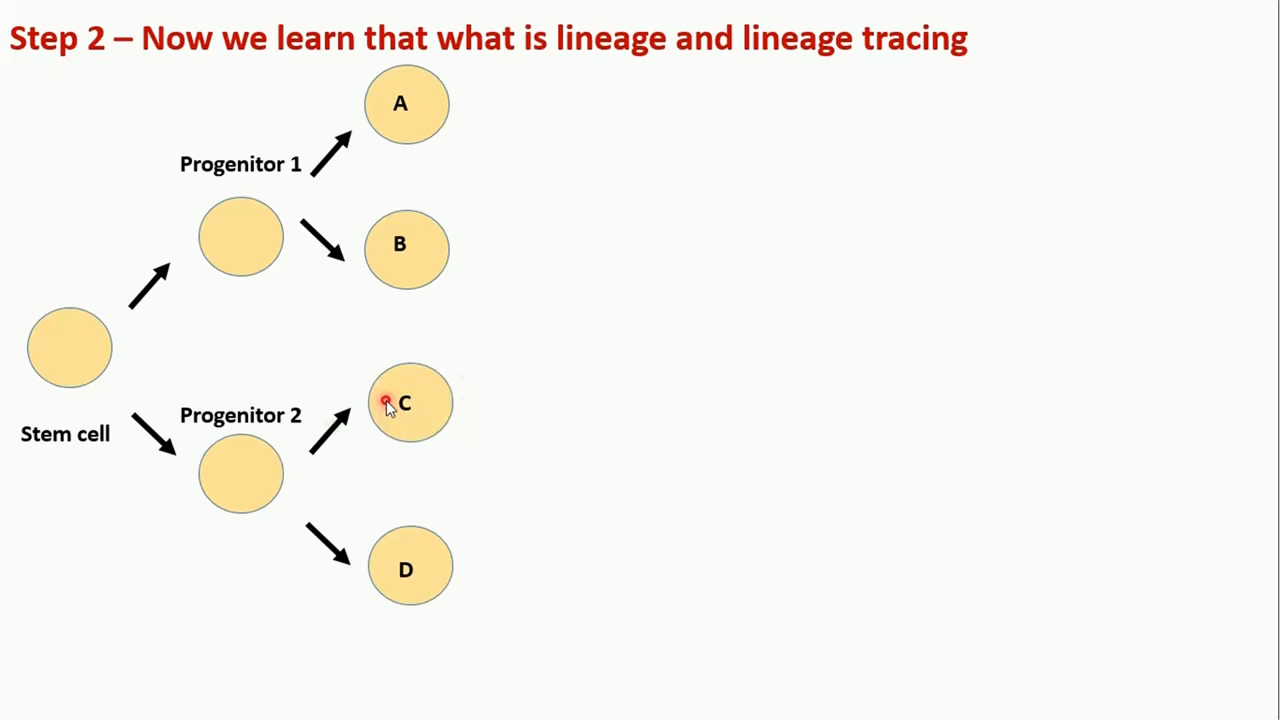 Step 2 – Now we learn that what is lineage and lineage tracing
A
Progenitor 1
B
C
Progenitor 2
Stem cell
D